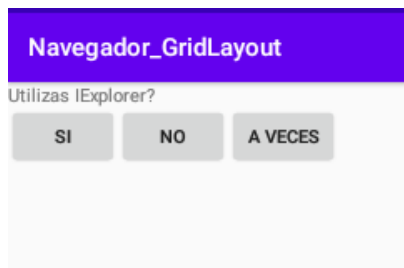 Navegador_GridLayout
Utilizas IExplorer?
SI NO A VECES